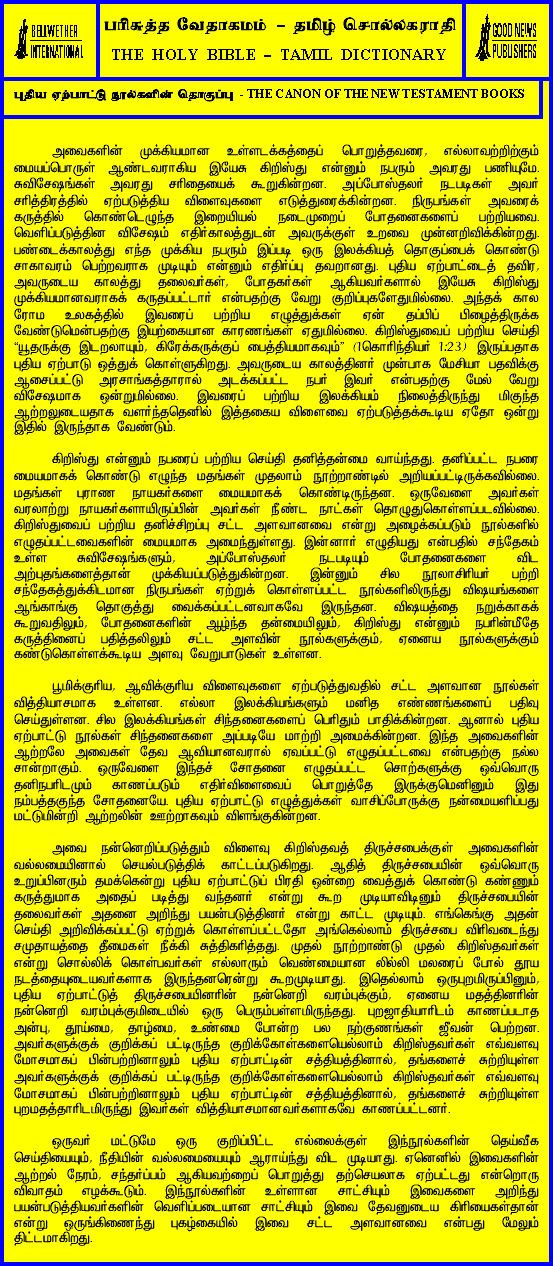 BELLWETHER
INTERNATIONAL
பரிசுத்த வேதாகமம் – தமிழ் சொல்லகராதி
THE HOLY BIBLE – TAMIL DICTIONARY
GOOD NEWS
PUBLISHERS
புதிய ஏற்பாட்டு நூல்களின் தொகுப்பு - THE CANON OF THE NEW TESTAMENT BOOKS
அவைகளின் முக்கியமான உள்ளடக்கத்தைப் பொறுத்தவரை, எல்லாவற்றிற்கும்
மையப்பொருள் ஆண்டவராகிய இயேசு கிறிஸ்து என்னும் நபரும் அவரது பணியுமே.
சுவிசேஷங்கள் அவரது சரிதையைக் கூறுகின்றன. அப்போஸ்தலர் நடபடிகள் அவர்
சரித்திரத்தில் ஏற்படுத்திய விளைவுகளை எடுத்துரைக்கின்றன. நிருபங்கள் அவரைக்
கருத்தில் கொண்டெழுந்த இறையியல் நடைமுறைப் போதனைகளைப் பற்றியவை.
வெளிப்படுத்தின விசேஷம் எதிர்காலத்துடன் அவருக்குள் உறவை முன்னறிவிக்கின்றது.
பண்டைக்காலத்து எந்த முக்கிய நபரும் இப்படி ஒரு இலக்கியத் தொகுப்பைக் கொண்டு
சாகாவரம் பெற்றவராக முடியும் என்னும் எதிர்ப்பு தவறானது. புதிய ஏற்பாட்டைத் தவிர,
அவருடைய காலத்து தலைவர்கள், போதகர்கள் ஆகியவர்களால் இயேசு கிறிஸ்து
முக்கியமானவராகக் கருதப்பட்டார் என்பதற்கு வேறு குறிப்புகளேதுமில்லை. அந்தக் கால
ரோம உலகத்தில் இவரைப் பற்றிய எழுத்துக்கள் ஏன் தப்பிப் பிழைத்திருக்க
வேண்டுமென்பதற்கு இயற்கையான காரணங்கள் ஏதுமில்லை. கிறிஸ்துவைப் பற்றிய செய்தி
“யூதருக்கு இடறலாயும், கிரேக்கருக்குப் பைத்தியமாகவும்” (1கொரிந்தியர் 1:23) இருப்பதாக
புதிய ஏற்பாடு ஒத்துக் கொள்ளுகிறது. அவருடைய காலத்தினர் முன்பாக மேசியா பதவிக்கு
ஆசைப்பட்டு அரசாங்கத்தாரால் அடக்கப்பட்ட நபர் இவர் என்பதற்கு மேல் வேறு
விசேஷமாக ஒன்றுமில்லை. இவரைப் பற்றிய இலக்கியம் நிலைத்திருந்து மிகுந்த
ஆற்றலுடையதாக வளர்ந்ததெனில் இத்தகைய விளைவை ஏற்படுத்தக்கூடிய ஏதோ ஒன்று
இதில் இருந்தாக வேண்டும்.
கிறிஸ்து என்னும் நபரைப் பற்றிய செய்தி தனித்தன்மை வாய்ந்தது. தனிப்பட்ட நபரை
மையமாகக் கொண்டு எழுந்த மதங்கள் முதலாம் நூற்றாண்டில் அறியப்பட்டிருக்கவில்லை.
மதங்கள் புராண நாயகர்களை மையமாகக் கொண்டிருந்தன. ஒருவேளை அவர்கள்
வரலாற்று நாயகர்களாயிருப்பின் அவர்கள் நீண்ட நாட்கள் தொழுதுகொள்ளப்படவில்லை.
கிறிஸ்துவைப் பற்றிய தனிச்சிறப்பு சட்ட அளவானவை என்று அழைக்கப்படும் நூல்களில்
எழுதப்பட்டவைகளின் மையமாக அமைந்துள்ளது. இன்னார் எழுதியது என்பதில் சந்தேகம்
உள்ள சுவிசேஷங்களும், அப்போஸ்தலர் நடபடியும் போதனைகளை விட
அற்புதங்களைத்தான் முக்கியப்படுத்துகின்றன. இன்னும் சில நூலாசிரியர் பற்றி
சந்தேகத்துக்கிடமான நிருபங்கள் ஏற்றுக் கொள்ளப்பட்ட நூல்களிலிருந்து விஷயங்களை
ஆங்காங்கு தொகுத்து வைக்கப்பட்டனவாகவே இருந்தன. விஷயத்தை நறுக்காகக்
கூறுவதிலும், போதனைகளின் ஆழ்ந்த தன்மையிலும், கிறிஸ்து என்னும் நபரின்மீதே
கருத்தினைப் பதித்தலிலும் சட்ட அளவின் நூல்களுக்கும், ஏனைய நூல்களுக்கும்
கண்டுகொள்ளக்கூடிய அளவு வேறுபாடுகள் உள்ளன.
பூமிக்குரிய, ஆவிக்குரிய விளைவுகளை ஏற்படுத்துவதில் சட்ட அளவான நூல்கள்
வித்தியாசமாக உள்ளன. எல்லா இலக்கியங்களும் மனித எண்ணங்களைப் பதிவு
செய்துள்ளன. சில இலக்கியங்கள் சிந்தனைகளைப் பெரிதும் பாதிக்கின்றன. ஆனால் புதிய
ஏற்பாட்டு நூல்கள் சிந்தனைகளை அப்படியே மாற்றி அமைக்கின்றன. இந்த அவைகளின்
ஆற்றலே அவைகள் தேவ ஆவியானவரால் ஏவப்பட்டு எழுதப்பட்டவை என்பதற்கு நல்ல
சான்றாகும். ஒருவேளை இந்தச் சோதனை எழுதப்பட்ட சொற்களுக்கு ஒவ்வொரு
தனிநபரிடமும் காணப்படும் எதிர்விளைவைப் பொறுத்தே இருக்குமெனினும் இது
நம்பத்தகுந்த சோதனையே. புதிய ஏற்பாட்டு எழுத்துக்கள் வாசிப்போருக்கு நன்மையளிப்பது
மட்டுமின்றி ஆற்றலின் ஊற்றாகவும் விளங்குகின்றன.
அவை நன்னெறிப்படுத்தும் விளைவு கிறிஸ்தவத் திருச்சபைக்குள் அவைகளின்
வல்லமையினால் செயல்படுத்திக் காட்டப்படுகிறது. ஆதித் திருச்சபையின் ஒவ்வொரு
உறுப்பினரும் தமக்கென்று புதிய ஏற்பாட்டுப் பிரதி ஒன்றை வைத்துக் கொண்டு கண்ணும்
கருத்துமாக அதைப் படித்து வந்தனர் என்று கூற முடியாவிடினும் திருச்சபையின்
தலைவர்கள் அதனை அறிந்து பயன்படுத்தினர் என்று காட்ட முடியும். எங்கெங்கு அதன்
செய்தி அறிவிக்கப்பட்டு ஏற்றுக் கொள்ளப்பட்டதோ அங்கெல்லாம் திருச்சபை விரிவடைந்து
சமுதாயத்தை தீமைகள் நீக்கி சுத்திகரித்தது. முதல் நூற்றாண்டு முதல் கிறிஸ்தவர்கள்
என்று சொல்லிக் கொள்பவர்கள் எல்லாரும் வெண்மையான லில்லி மலரைப் போல் தூய
நடத்தையுடையவர்களாக இருந்தனரென்று கூறமுடியாது. இதெல்லாம் ஒருபுறமிருப்பினும்,
புதிய ஏற்பாட்டுத் திருச்சபையினரின் நன்னெறி வரம்புக்கும், ஏனைய மதத்தினரின்
நன்னெறி வரம்புக்குமிடையில் ஒரு பெரும்பள்ளமிருந்தது. புறஜாதியாரிடம் காணப்படாத
அன்பு, தூய்மை, தாழ்மை, உண்மை போன்ற பல நற்குணங்கள் ஜீவன் பெற்றன.
அவர்களுக்குக் குறிக்கப் பட்டிருந்த குறிக்கோள்களையெல்லாம் கிறிஸ்தவர்கள் எவ்வளவு
மோசமாகப் பின்பற்றினாலும் புதிய ஏற்பாட்டின் சத்தியத்தினால், தங்களைச் சுற்றியுள்ள
அவர்களுக்குக் குறிக்கப் பட்டிருந்த குறிக்கோள்களையெல்லாம் கிறிஸ்தவர்கள் எவ்வளவு
மோசமாகப் பின்பற்றினாலும் புதிய ஏற்பாட்டின் சத்தியத்தினால், தங்களைச் சுற்றியுள்ள
புறமதத்தாரிடமிருந்து இவர்கள் வித்தியாசமானவர்களாகவே காணப்பட்டனர்.
ஒருவர் மட்டுமே ஒரு குறிப்பிட்ட எல்லைக்குள் இந்நூல்களின் தெய்வீக
செய்தியையும், நீதியின் வல்லமையையும் ஆராய்ந்து விட முடியாது. ஏனெனில் இவைகளின்
ஆற்றல் நேரம், சந்தர்ப்பம் ஆகியவற்றைப் பொறுத்து தற்செயலாக ஏற்பட்டது என்றொரு
விவாதம் எழக்கூடும். இந்நூல்களின் உள்ளான சாட்சியும் இவைகளை அறிந்து
பயன்படுத்தியவர்களின் வெளிப்படையான சாட்சியும் இவை தேவனுடைய கிரியைகள்தான்
என்று ஒருங்கிணைந்து புகழ்கையில் இவை சட்ட அளவானவை என்பது மேலும்
திட்டமாகிறது.